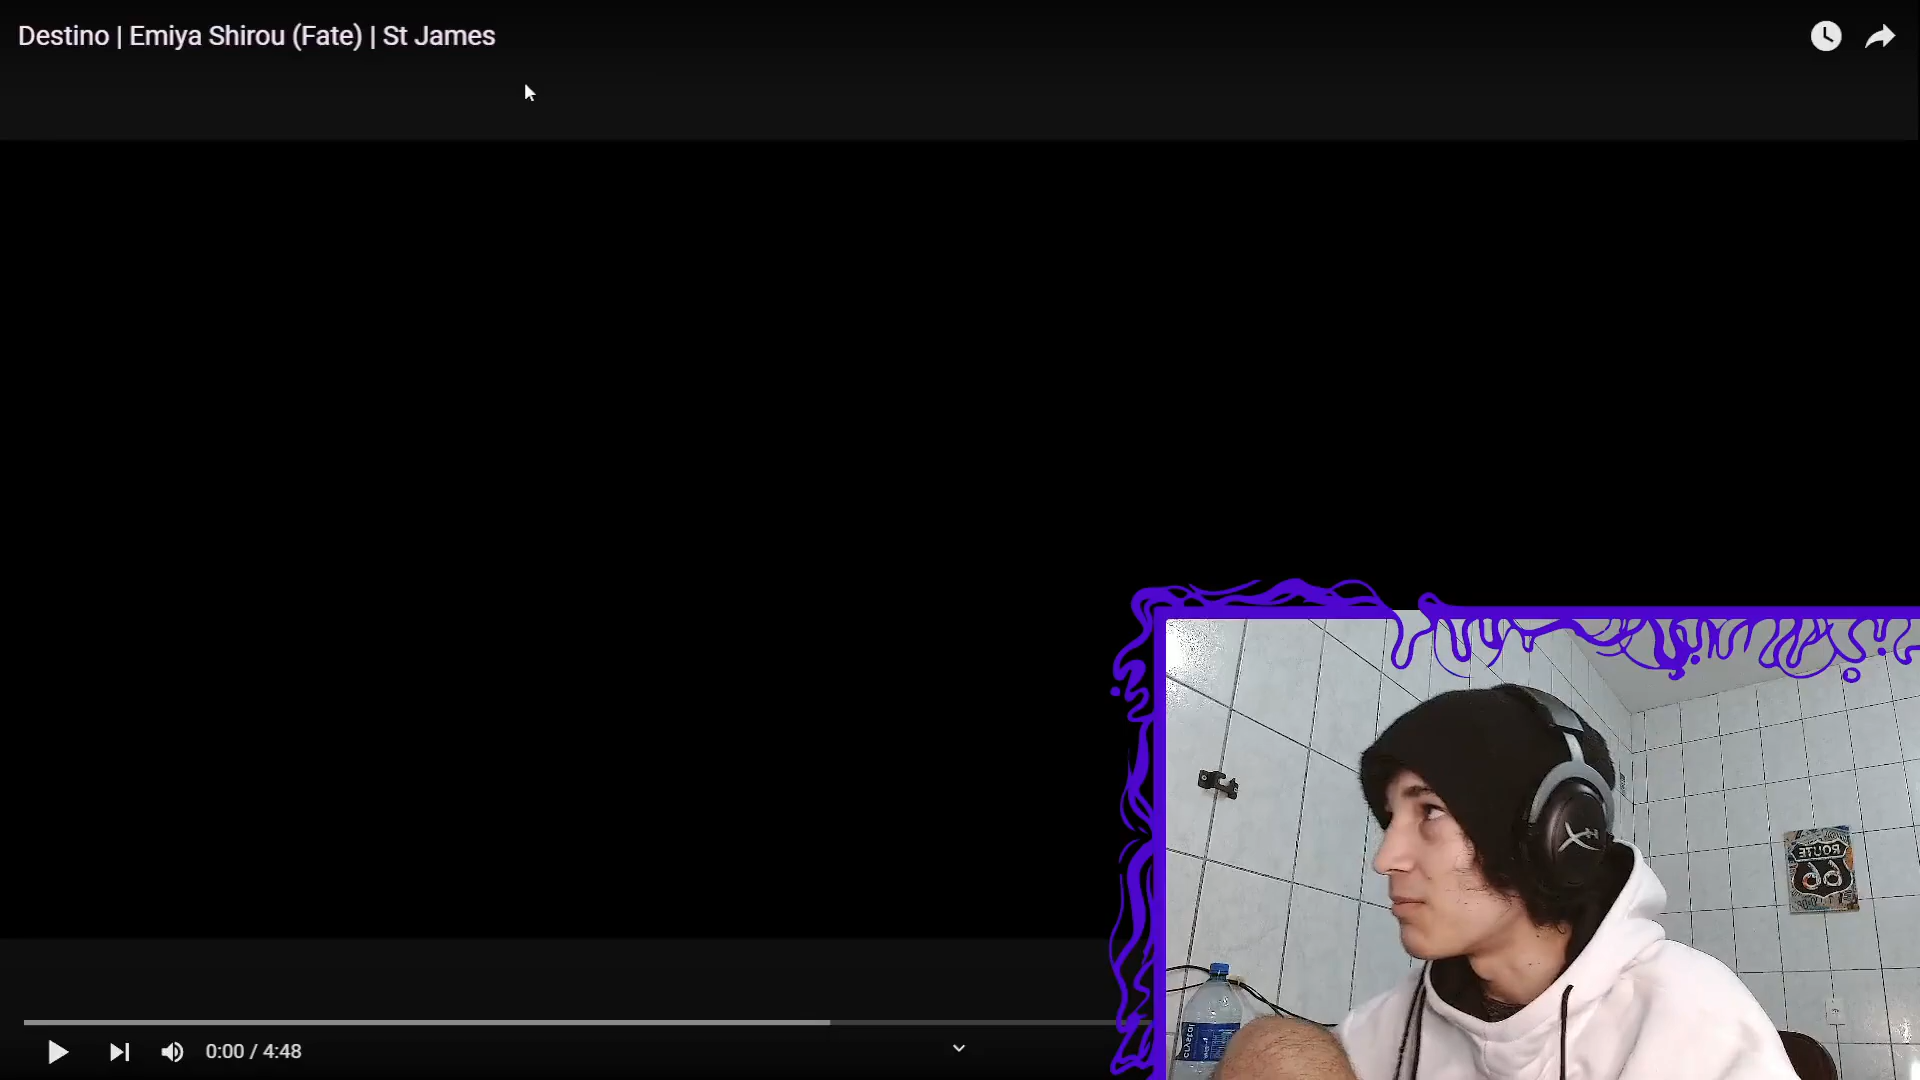 Destino | Emiya Shirou (Fate) | St James
ROUTE
66
0:00 / 4:48